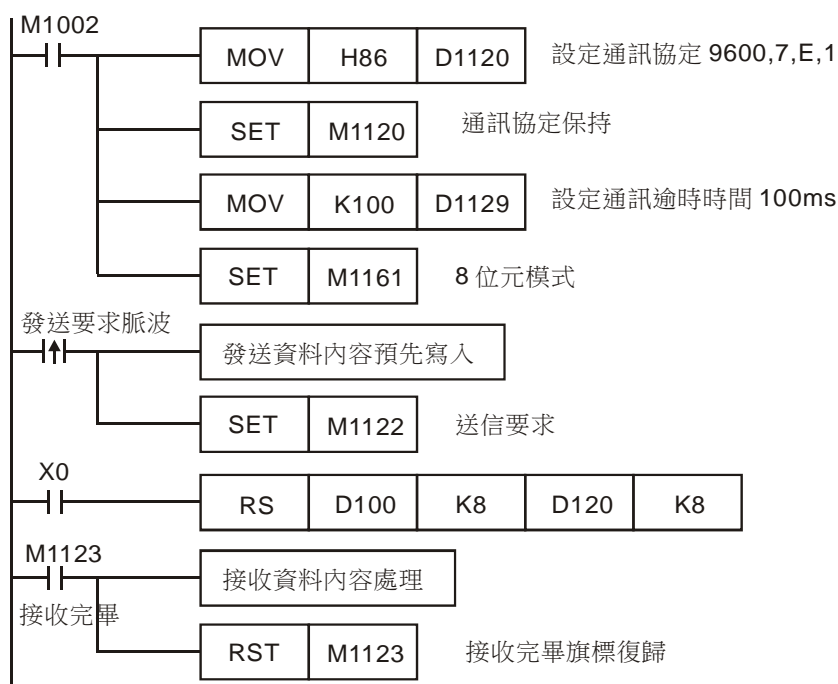 M1002
MOV H86 D1120 設定通訊協定 9600,7,E,1
SET M1120 通訊協定保持
MOV K100 D1129 設定通訊逾時時間 100ms
SET M1161 8 位元模式
發送要求脈波
發送資料內容預先寫入
SET M1122 送信要求
X0
RS D100 K8 D120 K8
M1123
接收資料內容處理
接收完畢
RST M1123 接收完畢旗標復歸